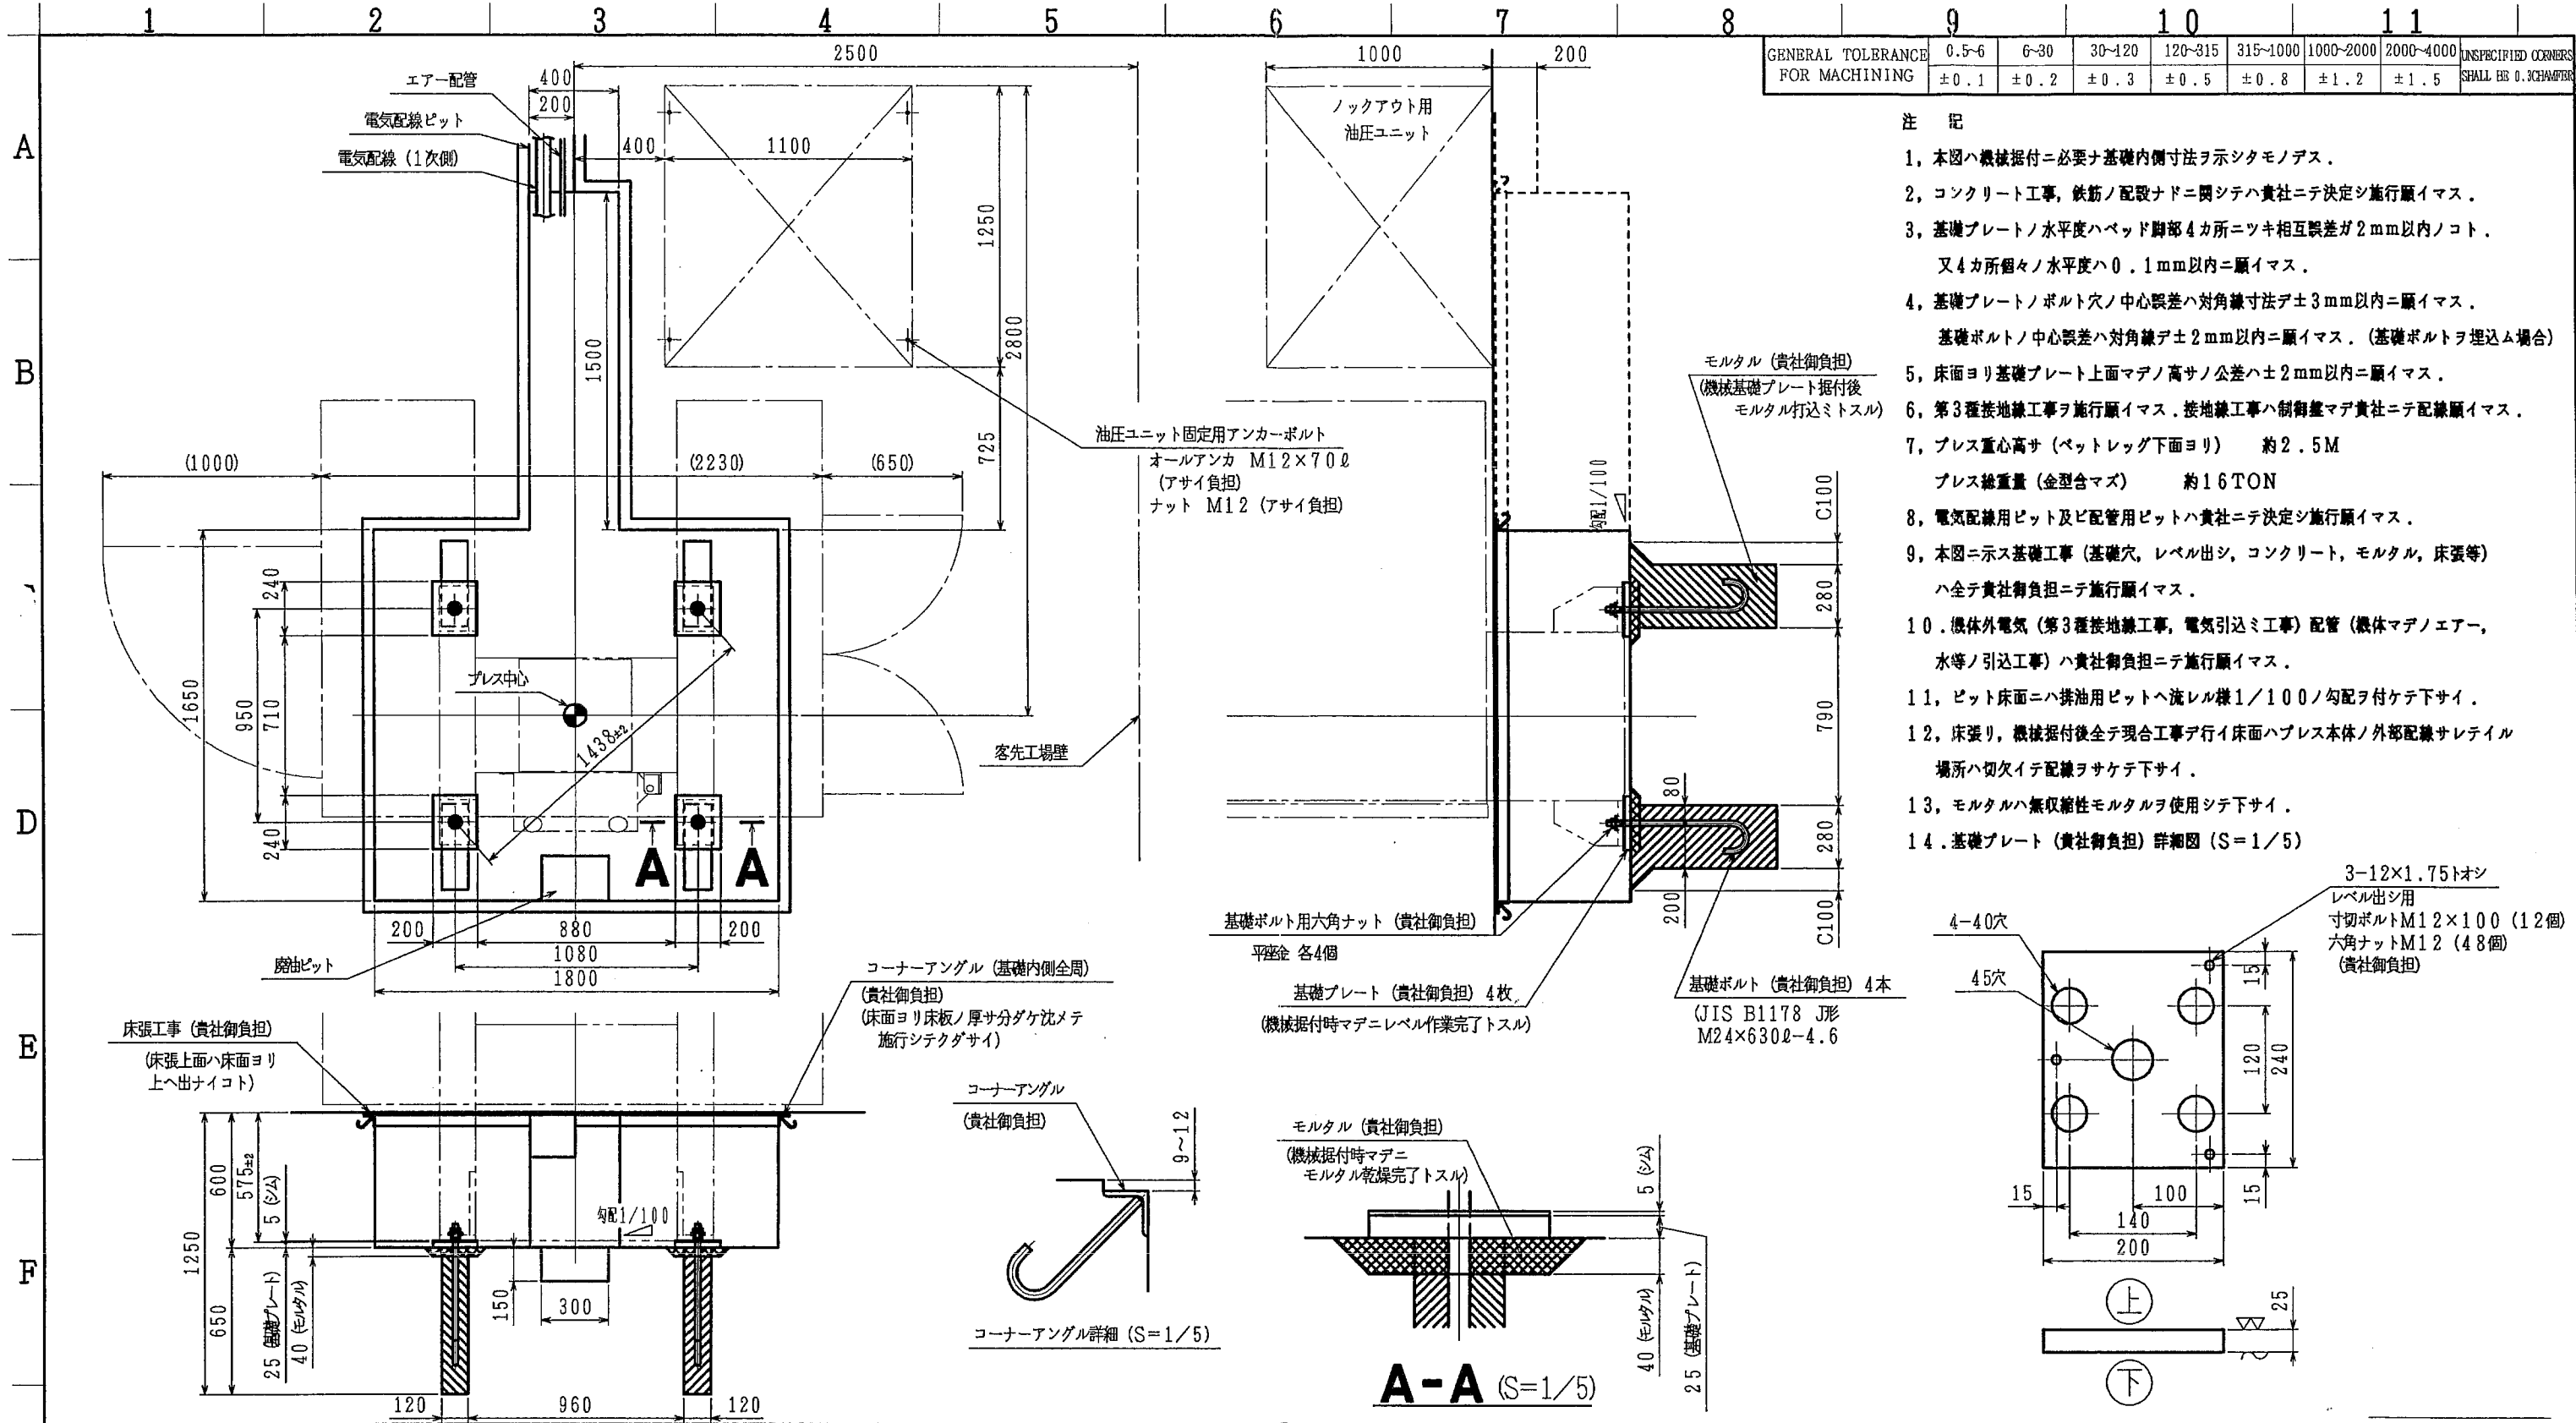 1 2 3 4 5 6 7 8 9 10 11
A
B
D
E
F
GENERAL TOLERANCE
FOR MACHINING
0.5~6 6~30 30~120 120~315 315~1000 1000~2000 2000~4000
±0.1 ±0.2 ±0.3 ±0.5 ±0.8 ±1.2 ±1.5
UNSPECIFIED CORNERS
SHALL BE 0.3CHAMFER
注 記
1, 本図ハ機械据付ニ必要ナ基礎内側寸法ヲ示シタモノデス.
2, コンクリート工事, 鉄筋ノ配設ナドニ関シテハ貴社ニテ決定シ施行願イマス.
3, 基礎プレートノ水平度ハベッド脚部4カ所ニツキ相互誤差ガ2mm以内ノコト.
又4カ所個々ノ水平度ハ0.1mm以内ニ願イマス.
4, 基礎プレートノボルト穴ノ中心誤差ハ対角線寸法デ±3mm以内ニ願イマス.
基礎ボルトノ中心誤差ハ対角線デ±2mm以内ニ願イマス. (基礎ボルトヲ埋込ム場合)
5, 床面ヨリ基礎プレート上面マデノ高サノ公差ハ±2mm以内ニ願イマス.
6, 第3種接地線工事ヲ施行願イマス. 接地線工事ハ制御盤マデ貴社ニテ配線願イマス.
7, プレス重心高サ (ベットレッグ下面ヨリ) 約2.5M
プレス総重量 (金型含マズ) 約16TON
8, 電気配線用ピット及ビ配管用ピットハ貴社ニテ決定シ施行願イマス.
9, 本図ニ示ス基礎工事 (基礎穴, レベル出シ, コンクリート, モルタル, 床張等)
ハ全テ貴社御負担ニテ施行願イマス.
10. 機体外電気 (第3種接地線工事, 電気引込ミ工事) 配管 (機体マデノエアー,
水等ノ引込工事) ハ貴社御負担ニテ施行願イマス.
11, ピット床面ニハ排油用ピットヘ流レル様1/100ノ勾配ヲ付ケテ下サイ.
12, 床張リ, 機械据付後全テ現合工事デ行イ床面ハプレス本体ノ外部配線サレテイル
場所ハ切欠イテ配線ヲサケテ下サイ.
13, モルタルハ無収縮性モルタルヲ使用シテ下サイ.
14. 基礎プレート (貴社御負担) 詳細図 (S=1/5)
エアー配管
電気配線ピット
電気配線 (1次側)
2500
400
200
400
1100
1250
2800
1500
725
(1000)
(2230)
(650)
油圧ユニット固定用アンカーボルト
オールアンカ M12×70ℓ
(アサイ負担)
ナット M12 (アサイ負担)
240
1650
950
710
240
プレス中心
1438±2
客先工場壁
A A
200 880 200
1080
1800
廃油ピット
コーナーアングル (基礎内側全周)
(貴社御負担)
(床面ヨリ床板ノ厚サ分ダケ沈メテ
施行シテクダサイ)
床張工事 (貴社御負担)
(床張上面ハ床面ヨリ
上ヘ出ナイコト)
600
575±2
5 (シム)
1250
650
25 (基礎プレート)
40 (モルタル)
勾配1/100
150
300
120 960 120
コーナーアングル
(貴社御負担)
9~12
コーナーアングル詳細 (S=1/5)
1000
200
ノックアウト用
油圧ユニット
モルタル (貴社御負担)
(機械基礎プレート据付後
モルタル打込ミトスル)
勾配1/100
C100
280
790
80
280
200
C100
基礎ボルト用六角ナット (貴社御負担)
平座金 各4個
基礎プレート (貴社御負担) 4枚
(機械据付時マデニレベル作業完了トスル)
基礎ボルト (貴社御負担) 4本
(JIS B1178 J形
M24×630ℓ-4.6
モルタル (貴社御負担)
(機械据付時マデニ
モルタル乾燥完了トスル)
5 (シム)
40 (モルタル)
25 (基礎プレート)
A-A (S=1/5)
3-12×1.75トオシ
レベル出シ用
寸切ボルトM12×100 (12個)
六角ナットM12 (48個)
(貴社御負担)
4-40穴
45穴
15
120
240
15
15
100
140
200
上
下
25